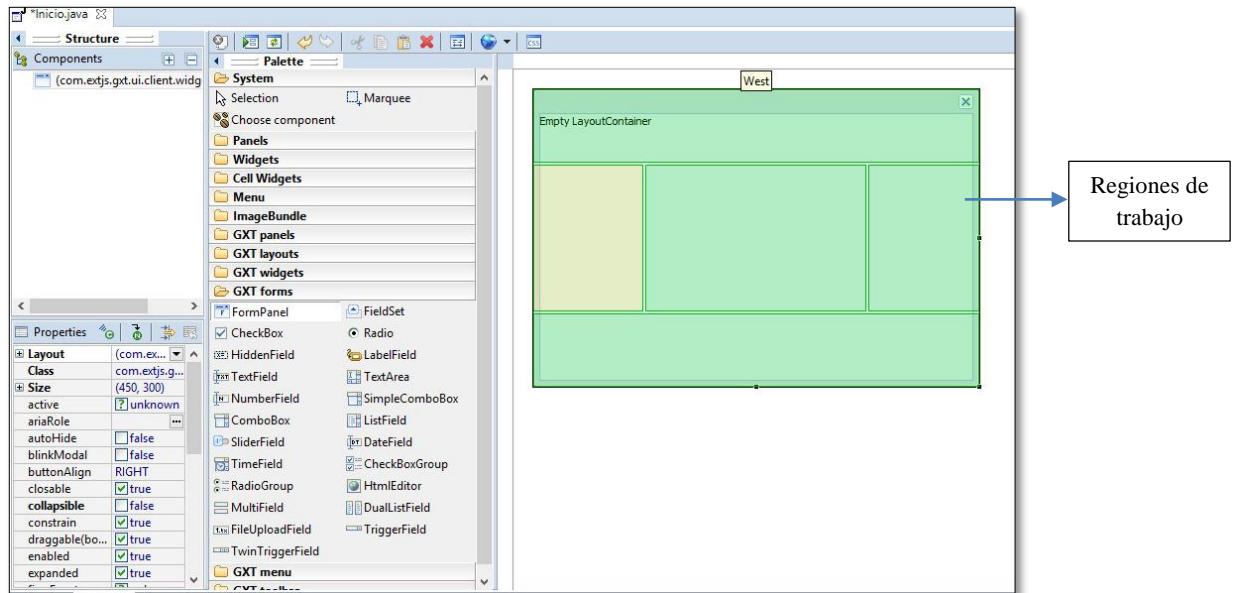 *Inicio.java
Structure
Components
(com.extjs.gxt.ui.client.widg
Properties
Layout (com.ex...
Class com.extjs.g...
Size (450, 300)
active unknown
ariaRole
autoHide false
blinkModal false
buttonAlign RIGHT
closable true
collapsible false
constrain true
draggable(bo... true
enabled true
expanded true
Palette
System
Selection Marquee
Choose component
Panels
Widgets
Cell Widgets
Menu
ImageBundle
GXT panels
GXT layouts
GXT widgets
GXT forms
FormPanel FieldSet
CheckBox Radio
HiddenField LabelField
TextField TextArea
NumberField SimpleComboBox
ComboBox ListField
SliderField DateField
TimeField CheckBoxGroup
RadioGroup HtmlEditor
MultiField DualListField
FileUploadField TriggerField
TwinTriggerField
GXT menu
GXT toolbar
CSS
West
Empty LayoutContainer
Regiones de
trabajo